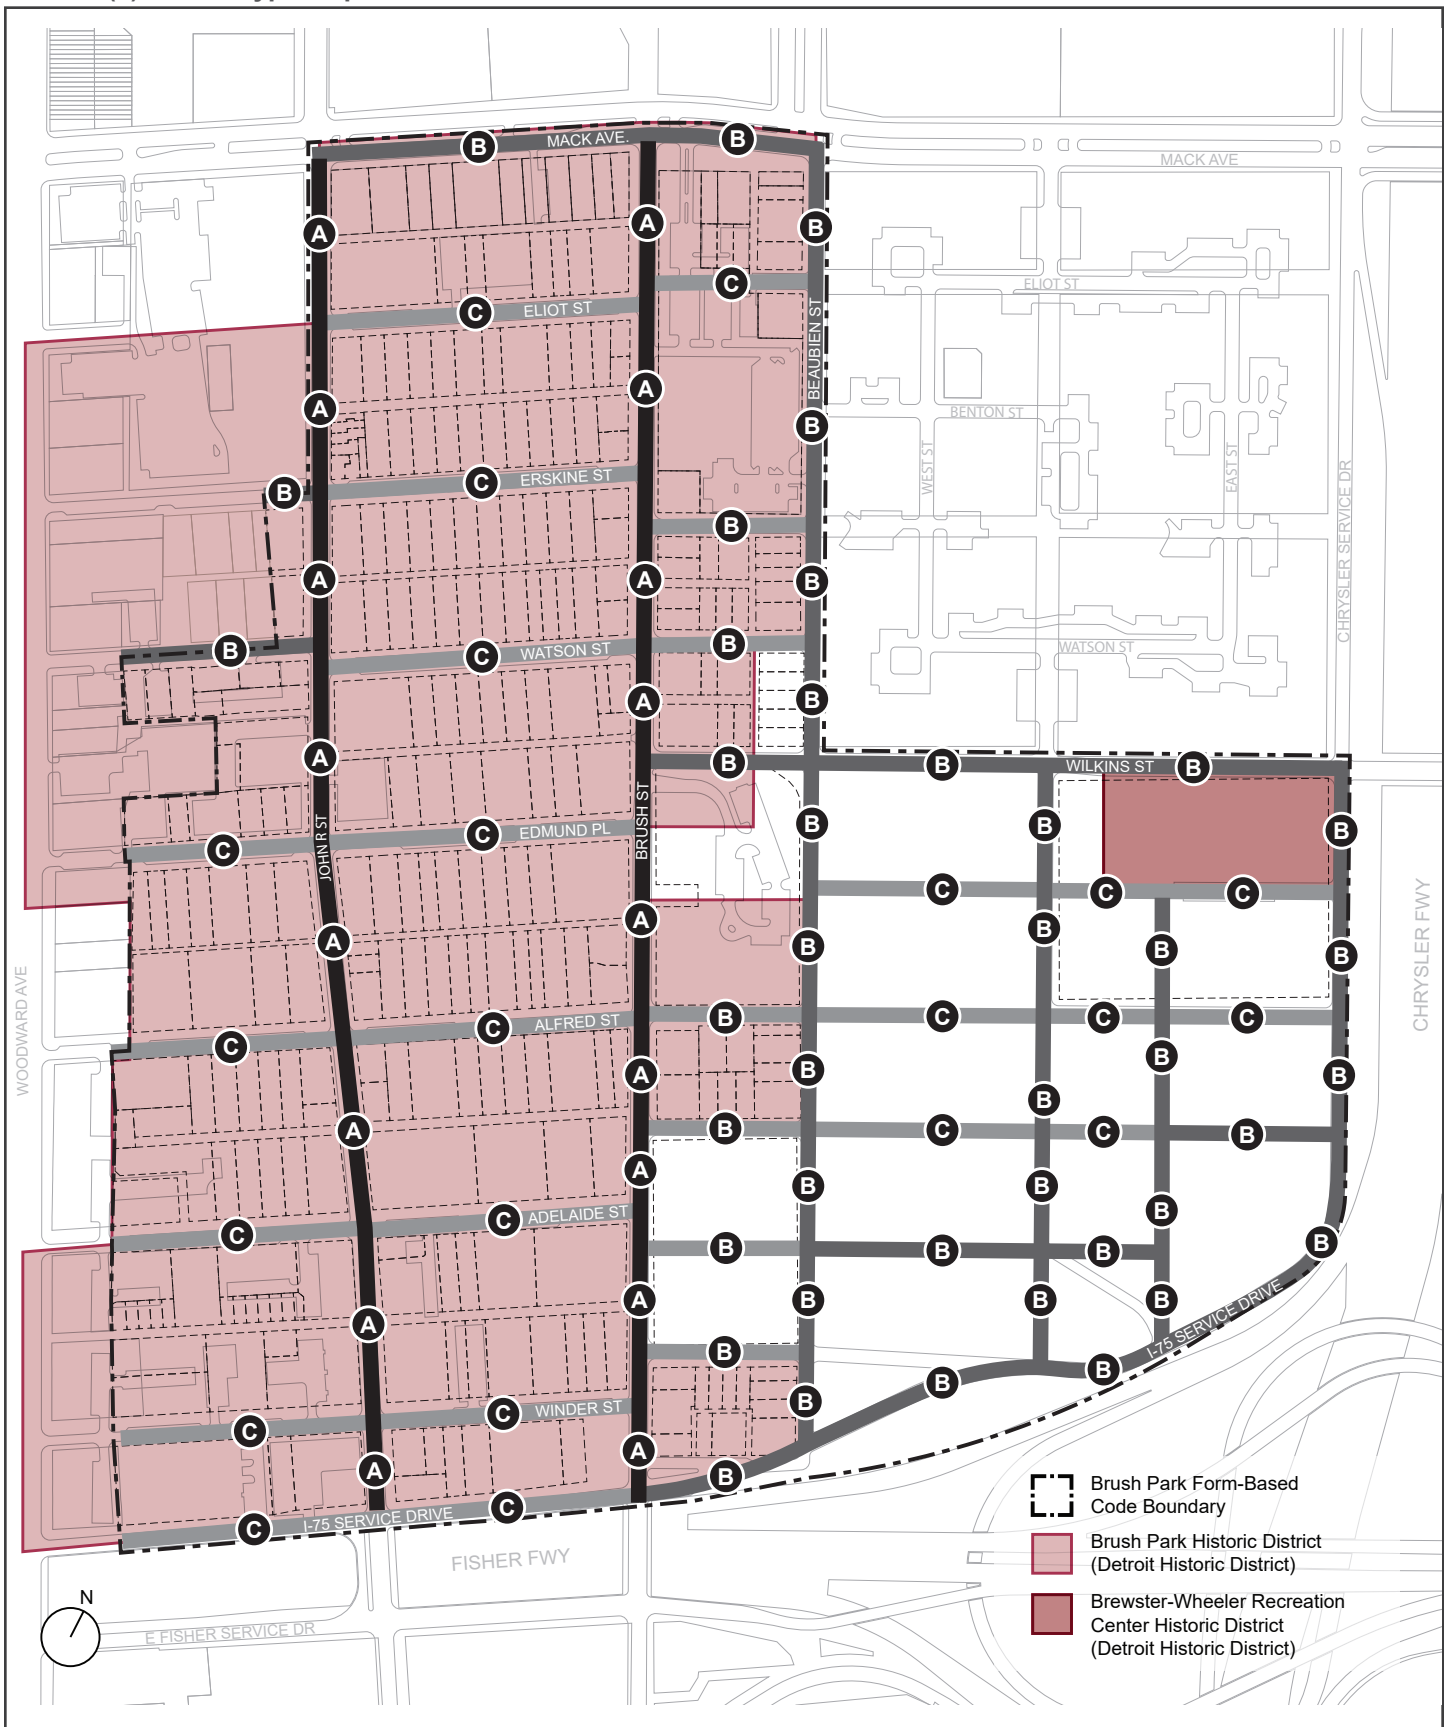 B
MACK AVE.
B
MACK AVE
A
A
B
C
ELIOT ST
C
ELIOT ST
BEAUBIEN ST
A
A
B
BENTON ST
WEST ST
EAST ST
CHRYSLER SERVICE DR
B
C
ERSKINE ST
B
A
A
B
B
C
WATSON ST
B
WATSON ST
A
B
A
B
B
WILKINS ST
B
JOHN R ST
BRUSH ST
C
C
EDMUND PL
B
B
B
C
C
C
CHRYSLER FWY
A
A
B
B
B
B
WOODWARD AVE
C
C
ALFRED ST
B
C
C
C
B
A
B
B
B
A
B
C
C
B
A
B
B
B
C
C
ADELAIDE ST
B
B
B
B
A
A
B
B
B
I-75 SERVICE DRIVE
B
B
B
C
C
WINDER ST
B
A
A
B
C
I-75 SERVICE DRIVE
C
FISHER FWY
N
E FISHER SERVICE DR
Brush Park Form-Based
Code Boundary
Brush Park Historic District
(Detroit Historic District)
Brewster-Wheeler Recreation
Center Historic District
(Detroit Historic District)